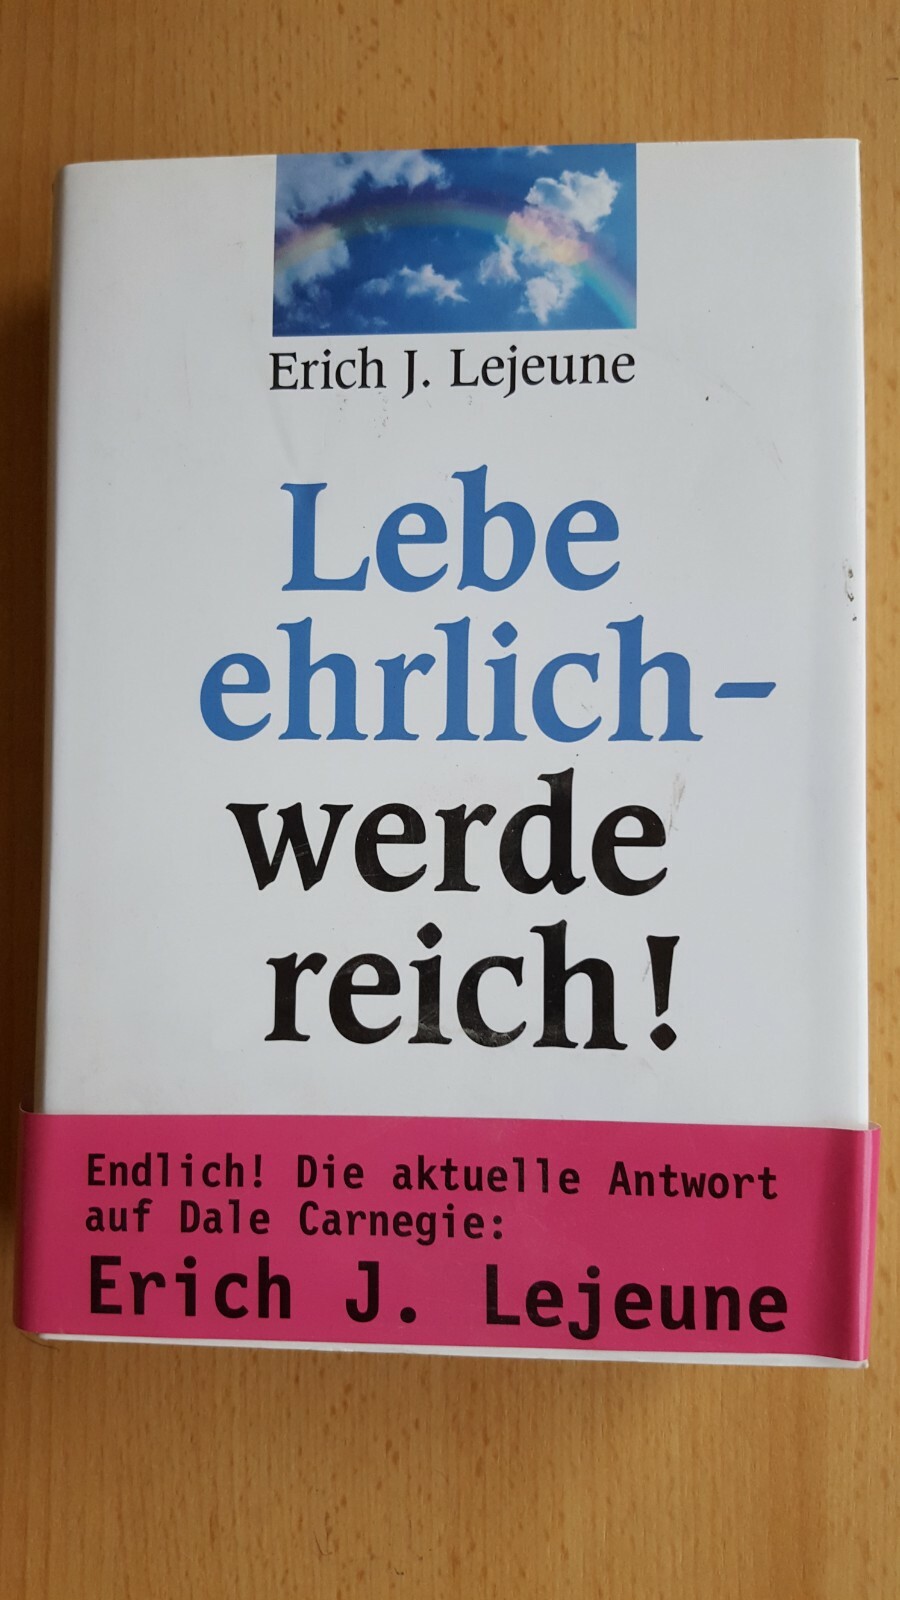 Erich J. Lejeune
Lebe
ehrlich-
werde
reich!
Endlich! Die aktuelle Antwort
auf Dale Carnegie:
Erich J. Lejeune